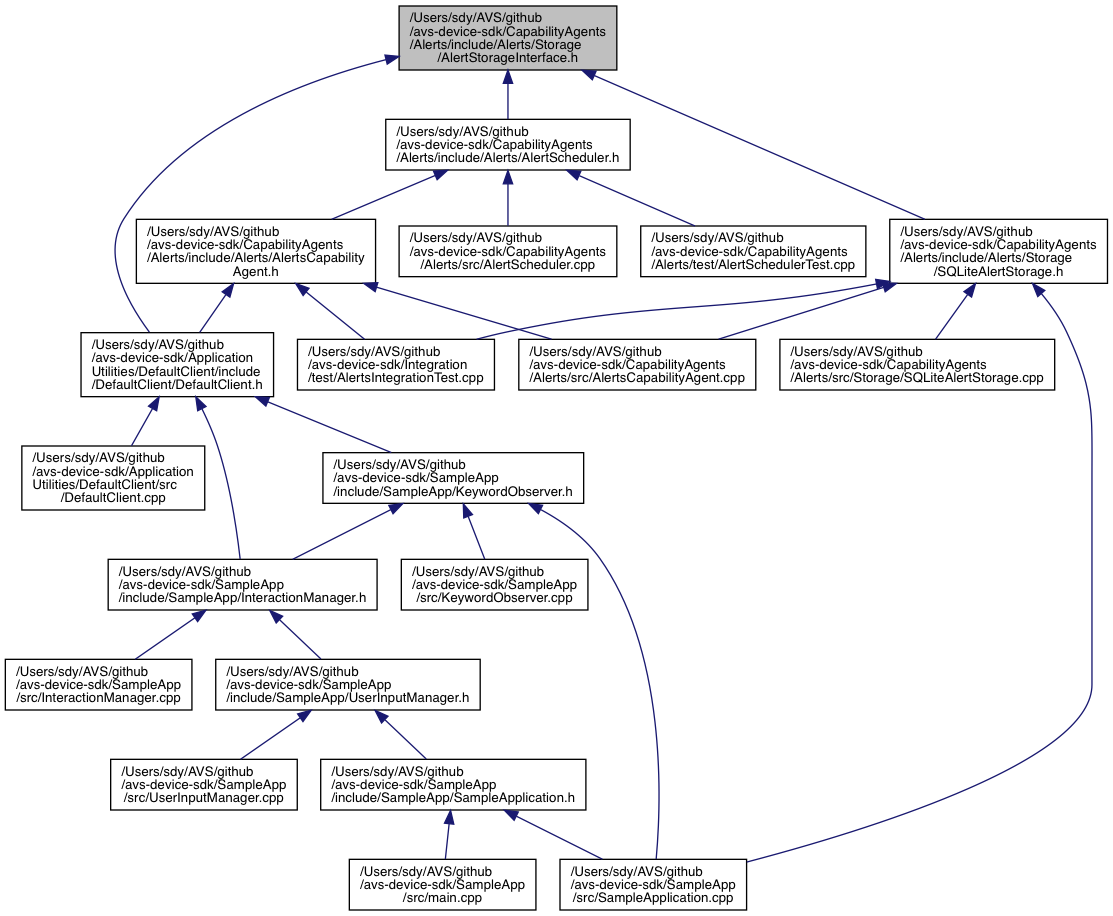 /Users/sdy/AVS/github
/avs-device-sdk/CapabilityAgents
/Alerts/include/Alerts/Storage
/AlertStorageInterface.h
/Users/sdy/AVS/github
/avs-device-sdk/CapabilityAgents
/Alerts/include/Alerts/AlertScheduler.h
/Users/sdy/AVS/github
/avs-device-sdk/CapabilityAgents
/Alerts/include/Alerts/AlertsCapability
Agent.h
/Users/sdy/AVS/github
/avs-device-sdk/CapabilityAgents
/Alerts/src/AlertScheduler.cpp
/Users/sdy/AVS/github
/avs-device-sdk/CapabilityAgents
/Alerts/test/AlertSchedulerTest.cpp
/Users/sdy/AVS/github
/avs-device-sdk/CapabilityAgents
/Alerts/include/Alerts/Storage
/SQLiteAlertStorage.h
/Users/sdy/AVS/github
/avs-device-sdk/Application
Utilities/DefaultClient/include
/DefaultClient/DefaultClient.h
/Users/sdy/AVS/github
/avs-device-sdk/Integration
/test/AlertsIntegrationTest.cpp
/Users/sdy/AVS/github
/avs-device-sdk/CapabilityAgents
/Alerts/src/AlertsCapabilityAgent.cpp
/Users/sdy/AVS/github
/avs-device-sdk/CapabilityAgents
/Alerts/src/Storage/SQLiteAlertStorage.cpp
/Users/sdy/AVS/github
/avs-device-sdk/Application
Utilities/DefaultClient/src
/DefaultClient.cpp
/Users/sdy/AVS/github
/avs-device-sdk/SampleApp
/include/SampleApp/KeywordObserver.h
/Users/sdy/AVS/github
/avs-device-sdk/SampleApp
/include/SampleApp/InteractionManager.h
/Users/sdy/AVS/github
/avs-device-sdk/SampleApp
/src/KeywordObserver.cpp
/Users/sdy/AVS/github
/avs-device-sdk/SampleApp
/src/InteractionManager.cpp
/Users/sdy/AVS/github
/avs-device-sdk/SampleApp
/include/SampleApp/UserInputManager.h
/Users/sdy/AVS/github
/avs-device-sdk/SampleApp
/src/UserInputManager.cpp
/Users/sdy/AVS/github
/avs-device-sdk/SampleApp
/include/SampleApp/SampleApplication.h
/Users/sdy/AVS/github
/avs-device-sdk/SampleApp
/src/main.cpp
/Users/sdy/AVS/github
/avs-device-sdk/SampleApp
/src/SampleApplication.cpp